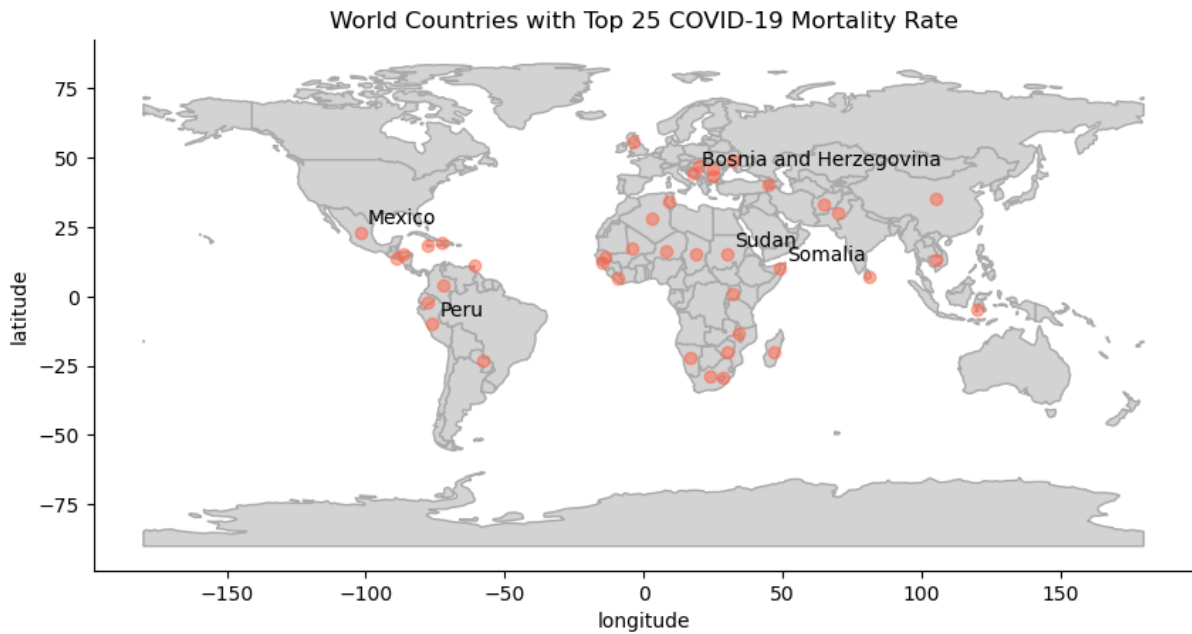 World Countries with Top 25 COVID-19 Mortality Rate
75
50
25
0
−25
−50
−75
latitude
Bosnia and Herzegovina
Mexico
Sudan
Somalia
Peru
−150
−100
−50
0
50
100
150
longitude